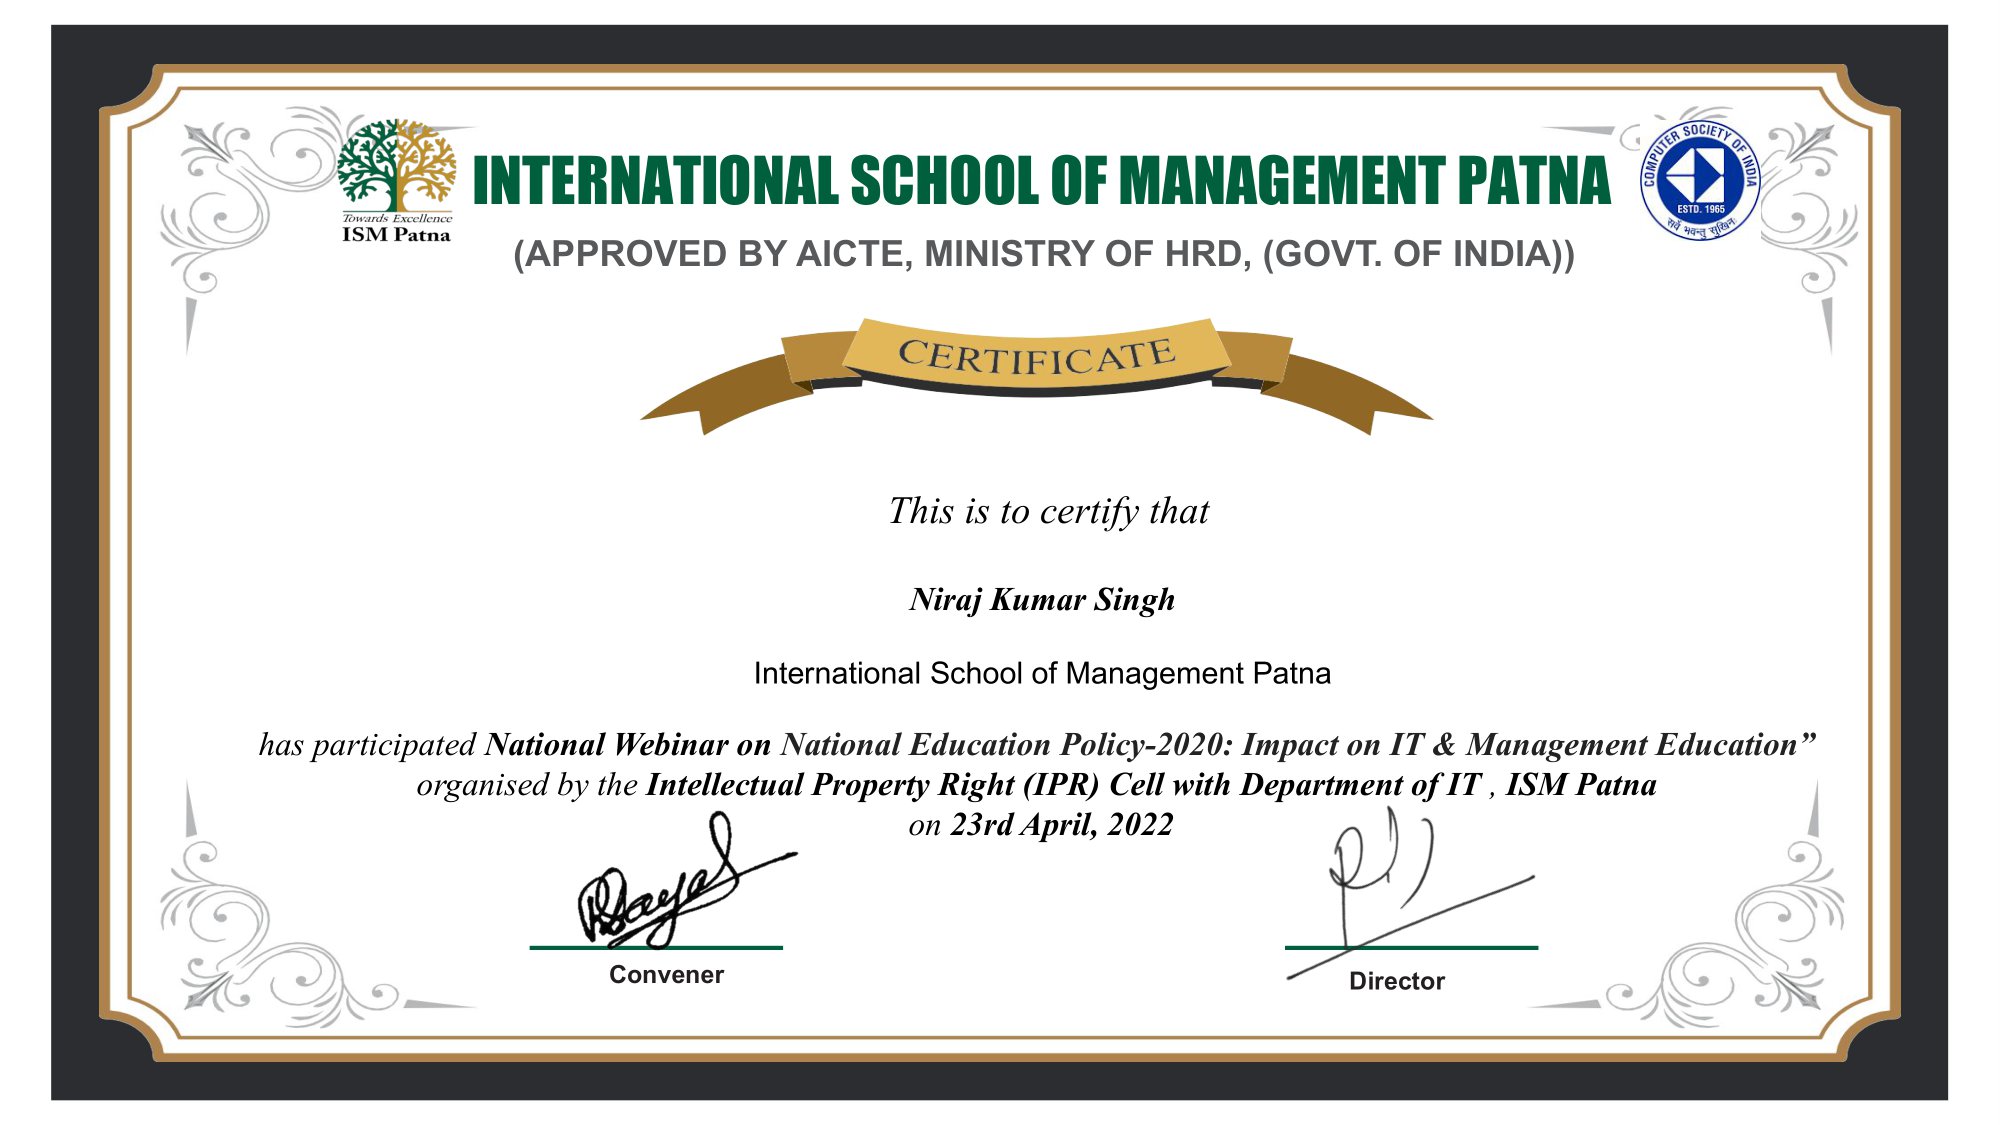 Towards Excellence
ISM Patna
INTERNATIONAL SCHOOL OF MANAGEMENT PATNA
COMPUTER SOCIETY OF INDIA
ESTD. 1965
सर्वे भवन्तु सुखिनः
(APPROVED BY AICTE, MINISTRY OF HRD, (GOVT. OF INDIA))
CERTIFICATE
This is to certify that
Niraj Kumar Singh
International School of Management Patna
has participated National Webinar on National Education Policy-2020: Impact on IT & Management Education”
organised by the Intellectual Property Right (IPR) Cell with Department of IT , ISM Patna
on 23rd April, 2022
Convener
Director